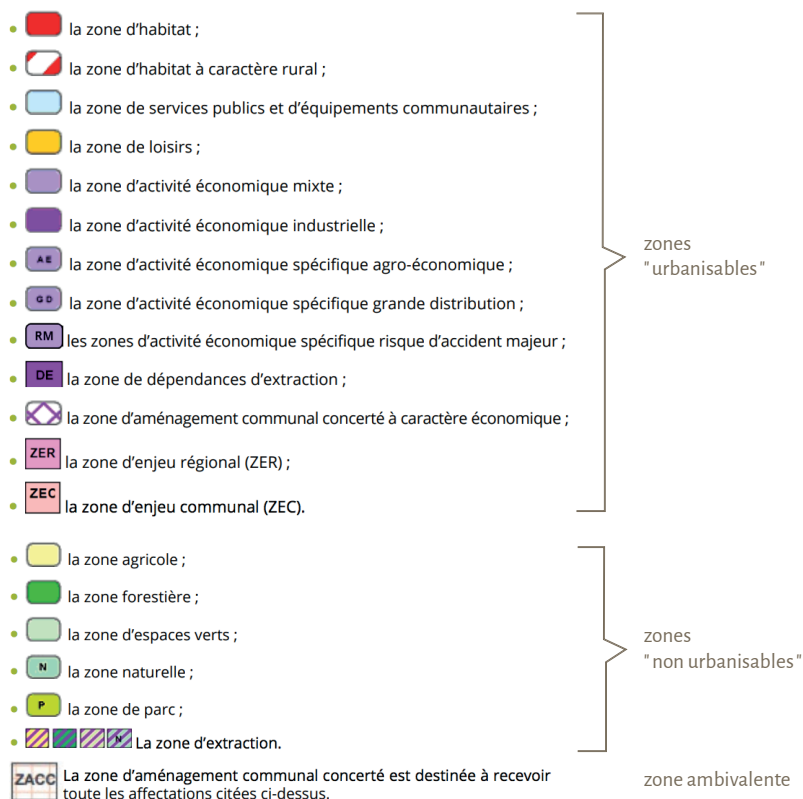 la zone d’habitat ;
la zone d’habitat à caractère rural ;
la zone de services publics et d’équipements communautaires ;
la zone de loisirs ;
la zone d’activité économique mixte ;
la zone d’activité économique industrielle ;
AE la zone d’activité économique spécifique agro-économique ;
GD la zone d’activité économique spécifique grande distribution ;
RM les zones d’activité économique spécifique risque d’accident majeur ;
DE la zone de dépendances d’extraction ;
la zone d’aménagement communal concerté à caractère économique ;
ZER la zone d’enjeu régional (ZER) ;
ZEC la zone d’enjeu communal (ZEC).
zones
"urbanisables"
la zone agricole ;
la zone forestière ;
la zone d’espaces verts ;
N la zone naturelle ;
P la zone de parc ;
N La zone d’extraction.
zones
"non urbanisables"
ZACC La zone d’aménagement communal concerté est destinée à recevoir
toute les affectations citées ci-dessus.
zone ambivalente